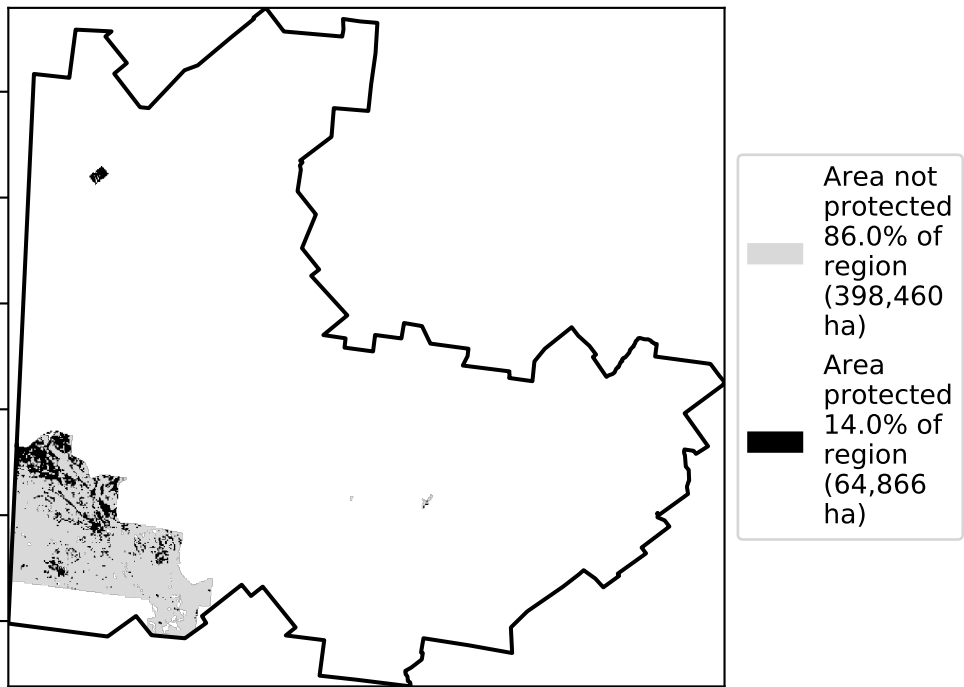 Area not
protected
86.0% of
region
(398,460
ha)
Area
protected
14.0% of
region
(64,866
ha)